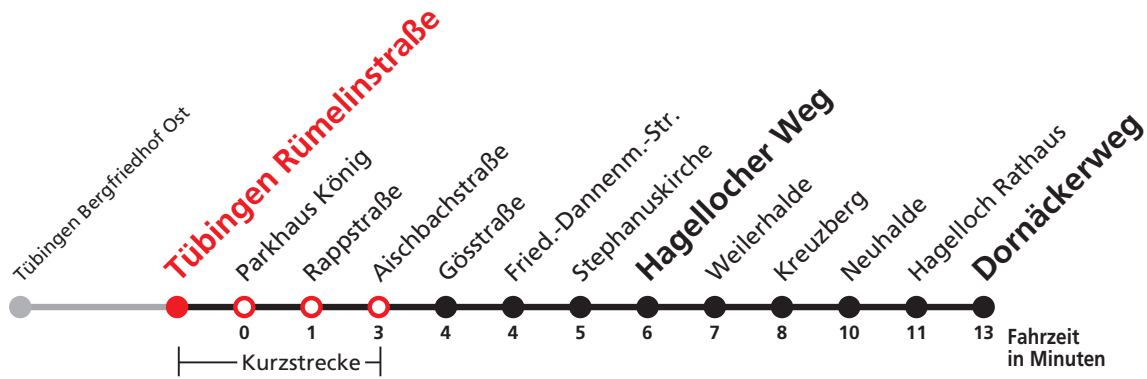 Tübingen Bergfriedhof Ost
Tübingen Rümelinstraße
Parkhaus König
Rappstraße
Aischbachstraße
Gösstraße
Fried.-Dannenm.-Str.
Stephanuskirche
Hagellocher Weg
Weilerhalde
Kreuzberg
Neuhalde
Hagelloch Rathaus
Dornäckerweg
0 1 3 4 4 5 6 7 8 10 11 13
Fahrzeit
in Minuten
Kurzstrecke